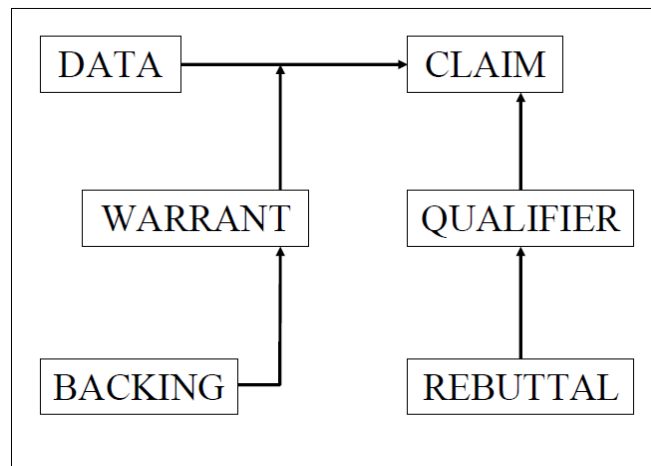 DATA
CLAIM
WARRANT
QUALIFIER
BACKING
REBUTTAL